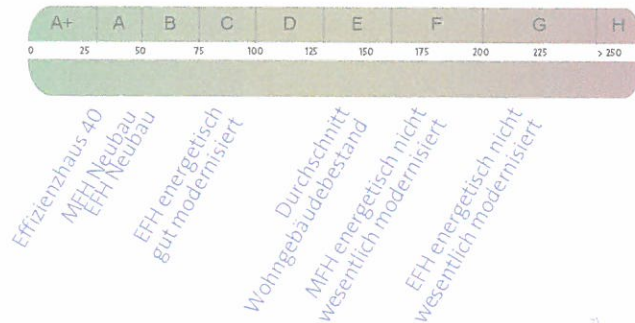 A+ A B C D E F G H
0 25 50 75 100 125 150 175 200 225 > 250
Effizienzhaus 40
MFH Neubau
EFH Neubau
EFH energetisch
gut modernisiert
Durchschnitt
Wohngebäudebestand
MFH energetisch nicht
wesentlich modernisiert
EFH energetisch nicht
wesentlich modernisiert